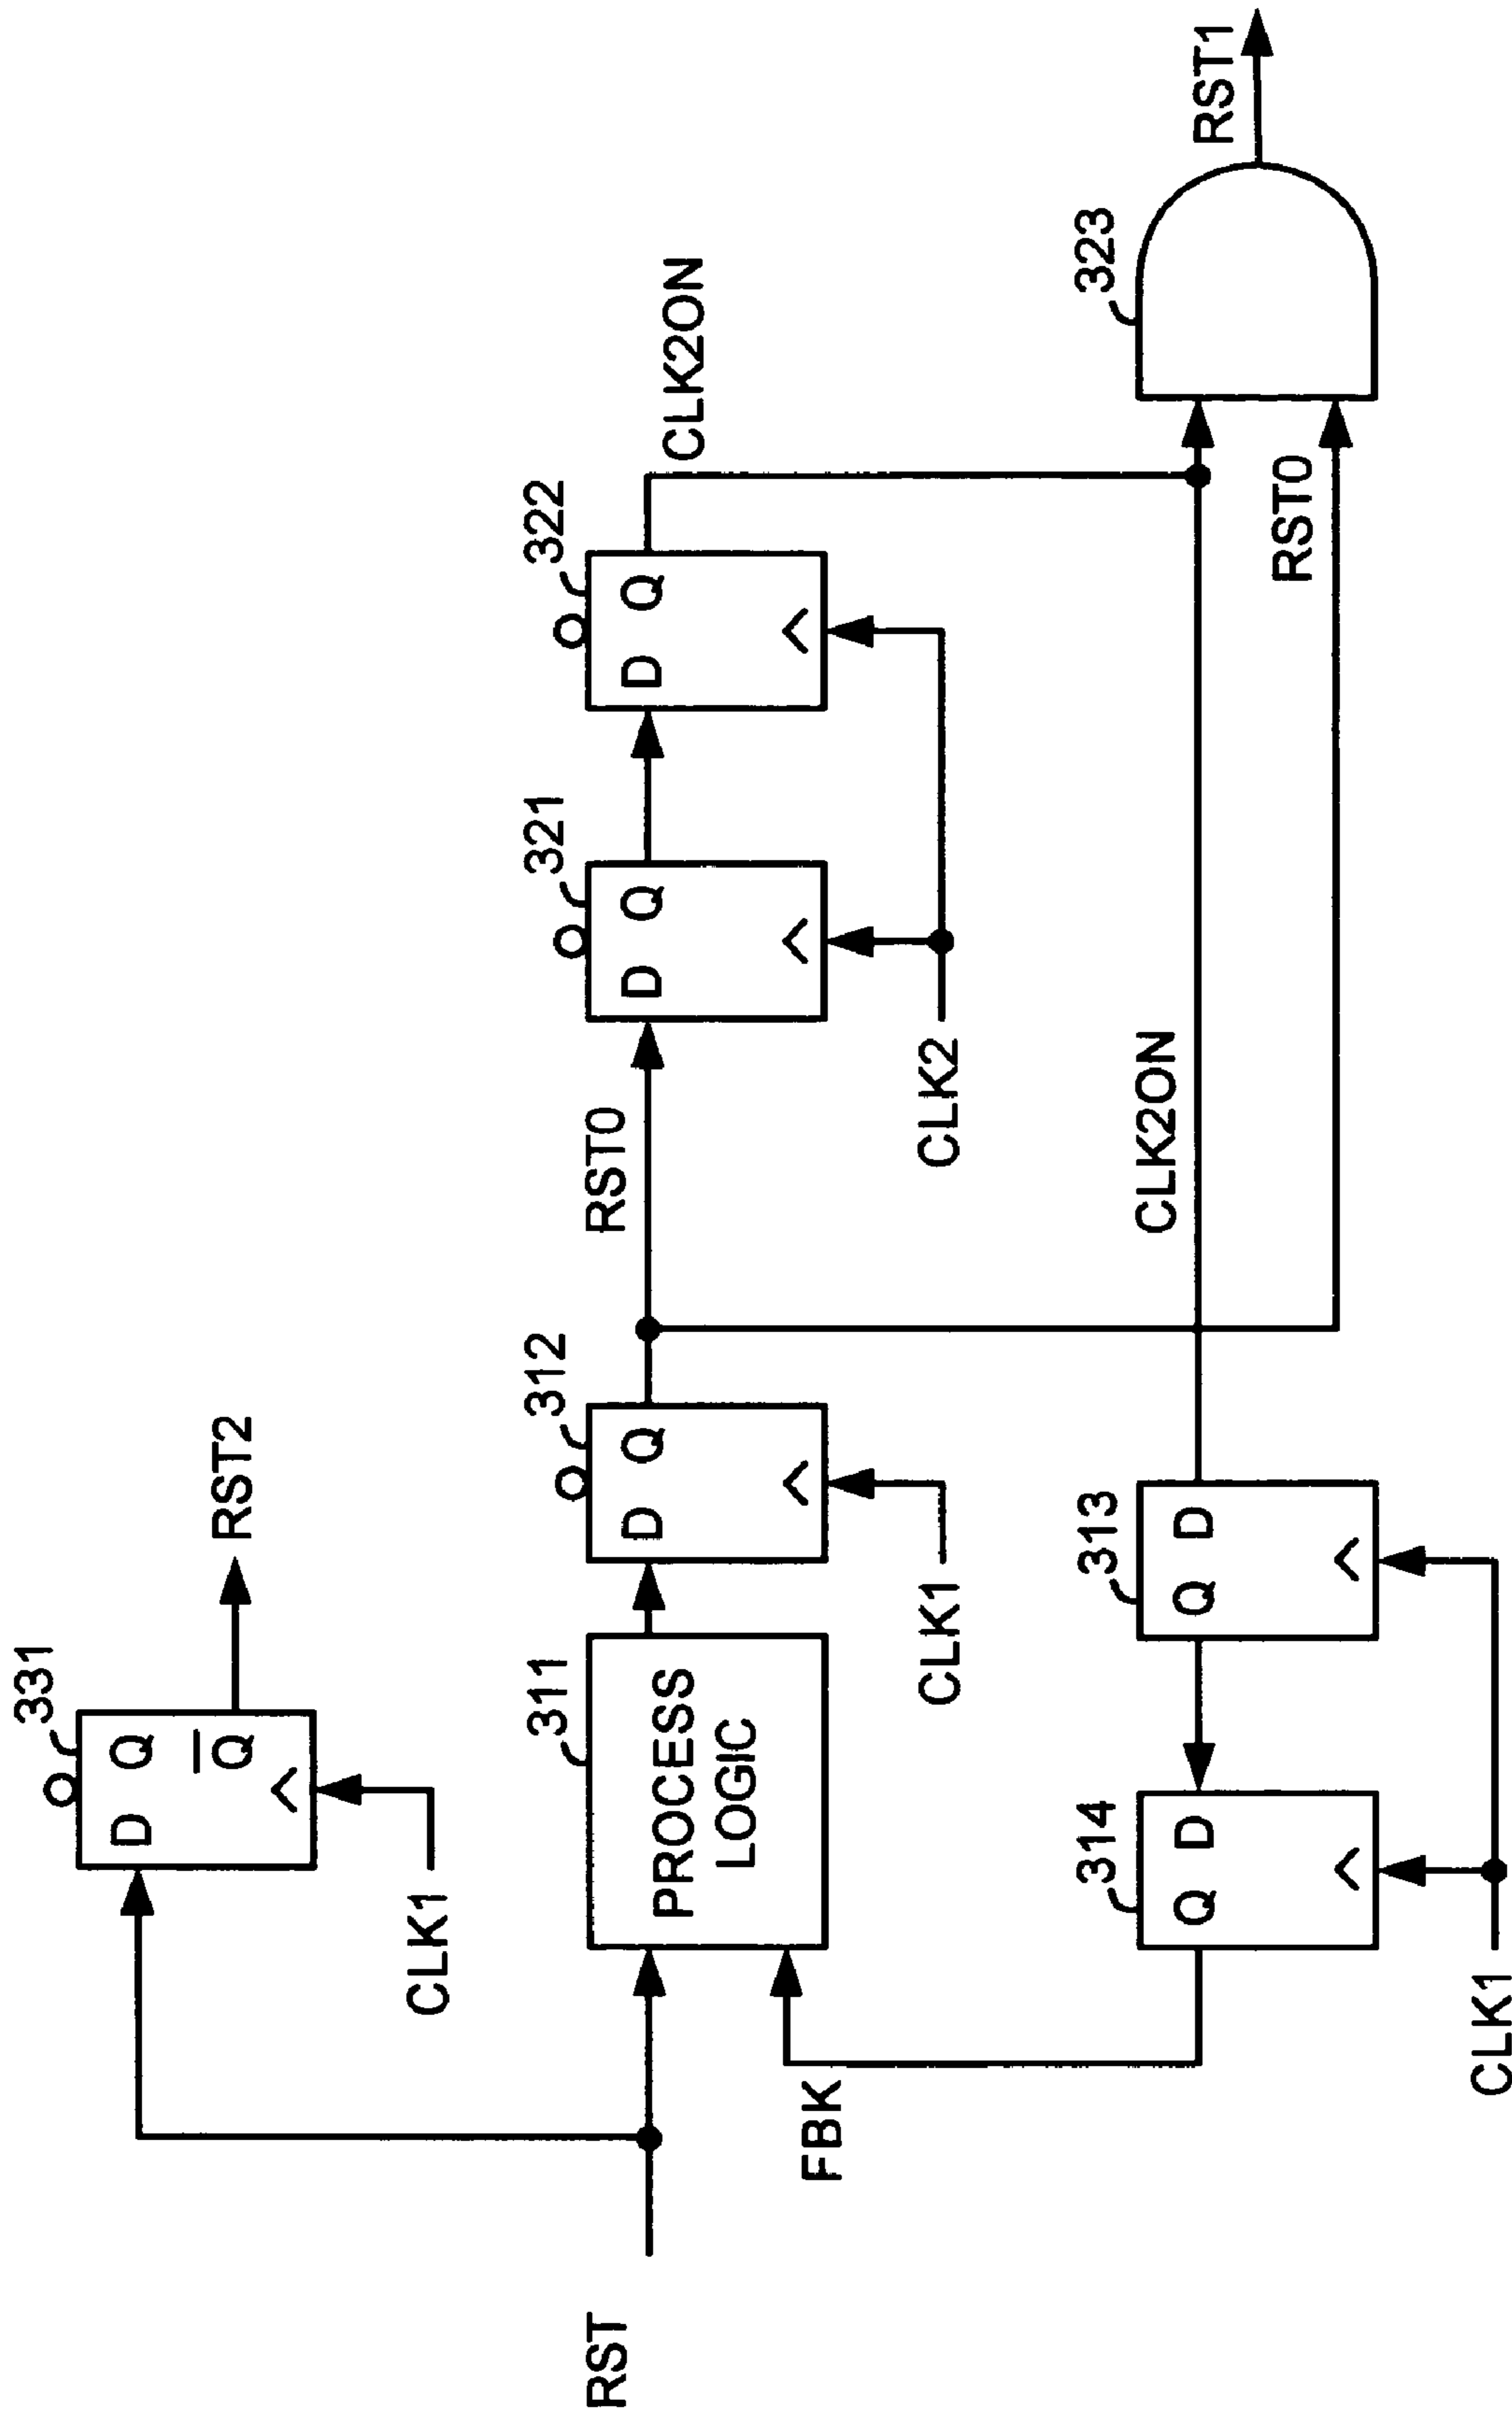 331
D Q
Q
RST2
CLK1
RST
311
PROCESS
LOGIC
312
D Q
CLK1
RST0
321
D Q
322
D Q
CLK2
CLK2ON
FBK
314
Q D
313
Q D
CLK1
CLK2ON
RST0
323
RST1